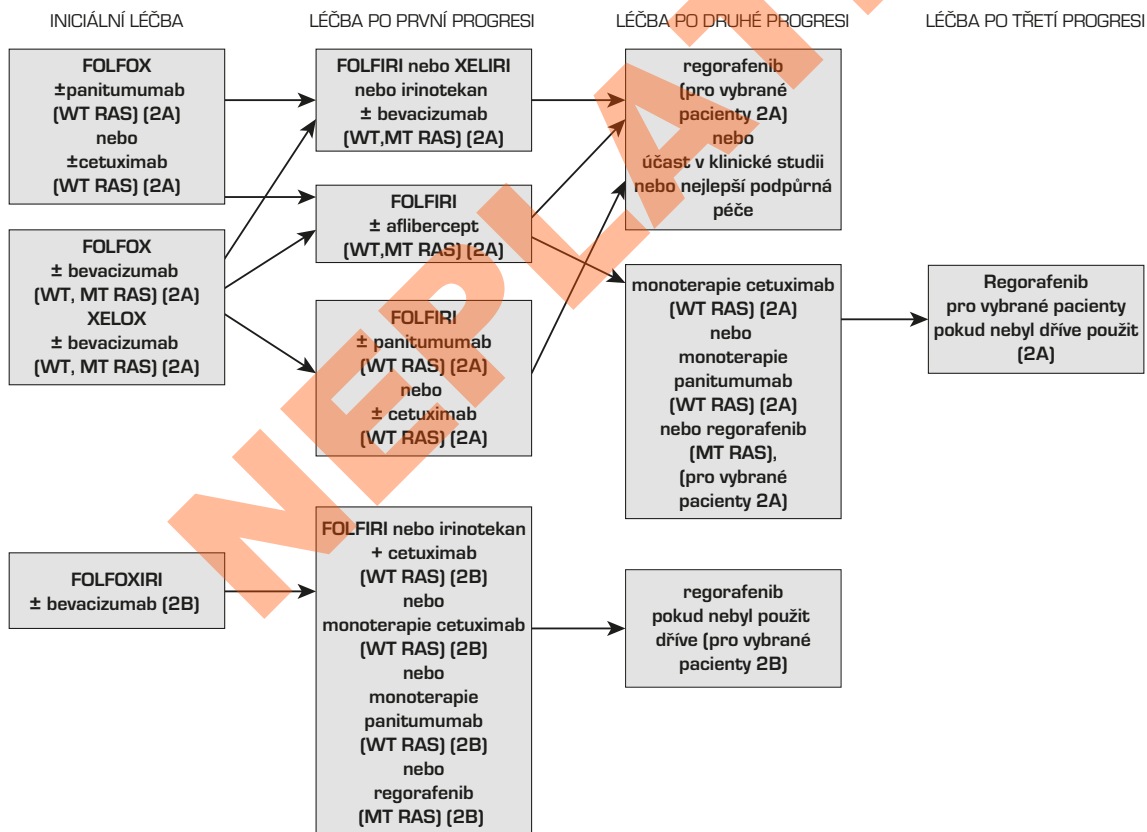 INICIÁLNÍ LÉČBA
FOLFOX
±panitumumab
(WT RAS) (2A)
nebo
±cetuximab
(WT RAS) (2A)
FOLFOX
± bevacizumab
(WT, MT RAS) (2A)
XELOX
± bevacizumab
(WT, MT RAS) (2A)
FOLFOXIRI
± bevacizumab (2B)
LÉČBA PO PRVNÍ PROGRESI
FOLFIRI nebo XELIRI
nebo irinotekan
± bevacizumab
(WT,MT RAS) (2A)
FOLFIRI
± aflibercept
(WT,MT RAS) (2A)
FOLFIRI
± panitumumab
(WT RAS) (2A)
nebo
± cetuximab
(WT RAS) (2A)
FOLFIRI nebo irinotekan
+ cetuximab
(WT RAS) (2B)
nebo
monoterapie cetuximab
(WT RAS) (2B)
nebo
monoterapie
panitumumab
(WT RAS) (2B)
nebo
regorafenib
(MT RAS) (2B)
LÉČBA PO DRUHÉ PROGRESI
regorafenib
(pro vybrané
pacienty 2A)
nebo
účast v klinické studii
nebo nejlepší podpůrná
péče
monoterapie cetuximab
(WT RAS) (2A)
nebo
monoterapie
panitumumab
(WT RAS) (2A)
nebo regorafenib
(MT RAS),
(pro vybrané
pacienty 2A)
regorafenib
pokud nebyl použit
dříve (pro vybrané
pacienty 2B)
LÉČBA PO TŘETÍ PROGRESI
Regorafenib
pro vybrané pacienty
pokud nebyl dříve použit
(2A)
NEPLAT